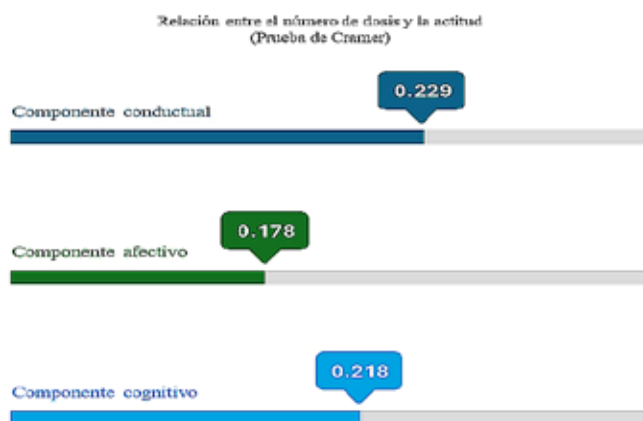 Relación entre el número de dosis y la actitud
(Prueba de Cramer)
0.229
Componente conductual
0.178
Componente afectivo
0.218
Componente cognitivo